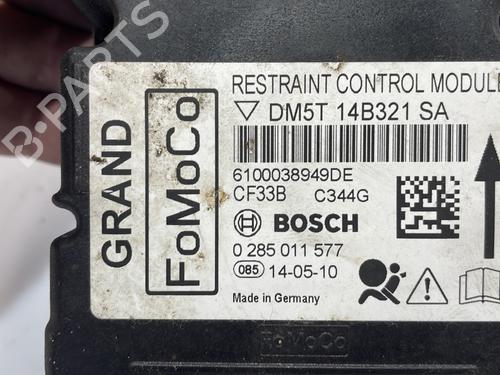 RESTRAINT CONTROL MODULE
DM5T 14B321 SA
6100038949DE
CF33B C344G
BOSCH
0 285 011 577
085 14-05-10
Made in Germany
GRAND
FoMoCo
FoMoCo
B-PARTS